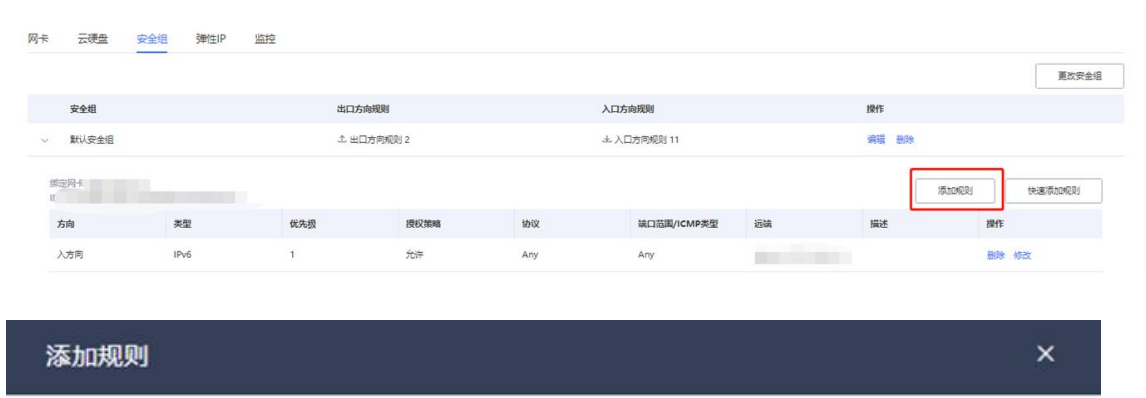 网卡 云硬盘 安全组 弹性IP 监控
更改安全组
安全组 出口方向规则 入口方向规则 操作
默认安全组 出口方向规则 2 入口方向规则 11 编辑 删除
绑定网卡
添加规则 快速添加规则
方向 类型 优先级 授权策略 协议 端口范围/ICMP类型 远端 描述 操作
入方向 IPv6 1 允许 Any Any 删除 修改
添加规则